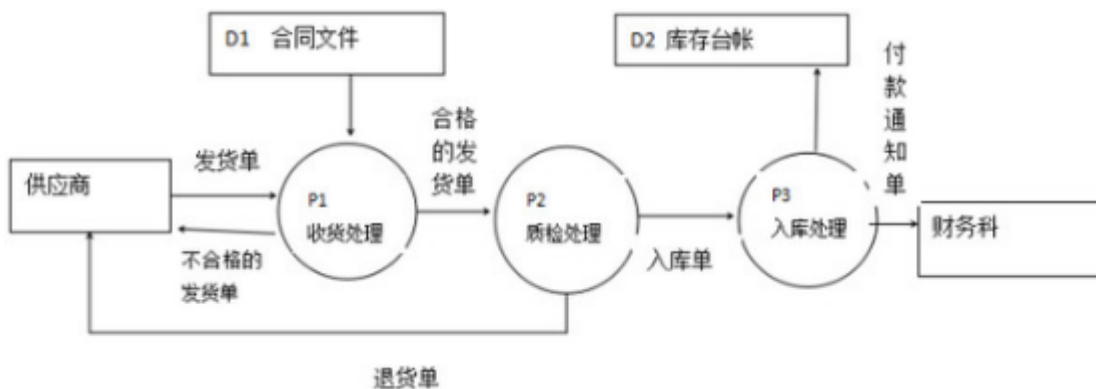 D1 合同文件
D2 库存台帐
付款通知单
合格的发货单
发货单
供应商
P1
收货处理
P2
质检处理
P3
入库处理
财务科
不合格的
发货单
入库单
退货单